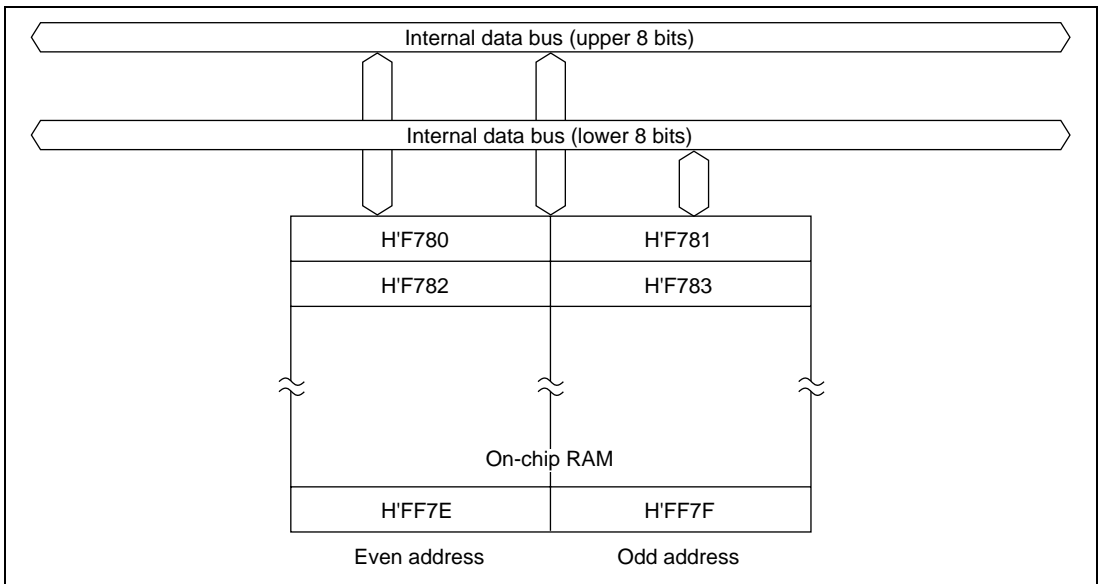 Internal data bus (upper 8 bits)
Internal data bus (lower 8 bits)
H'F780 H'F781
H'F782 H'F783
On-chip RAM
H'FF7E H'FF7F
Even address Odd address